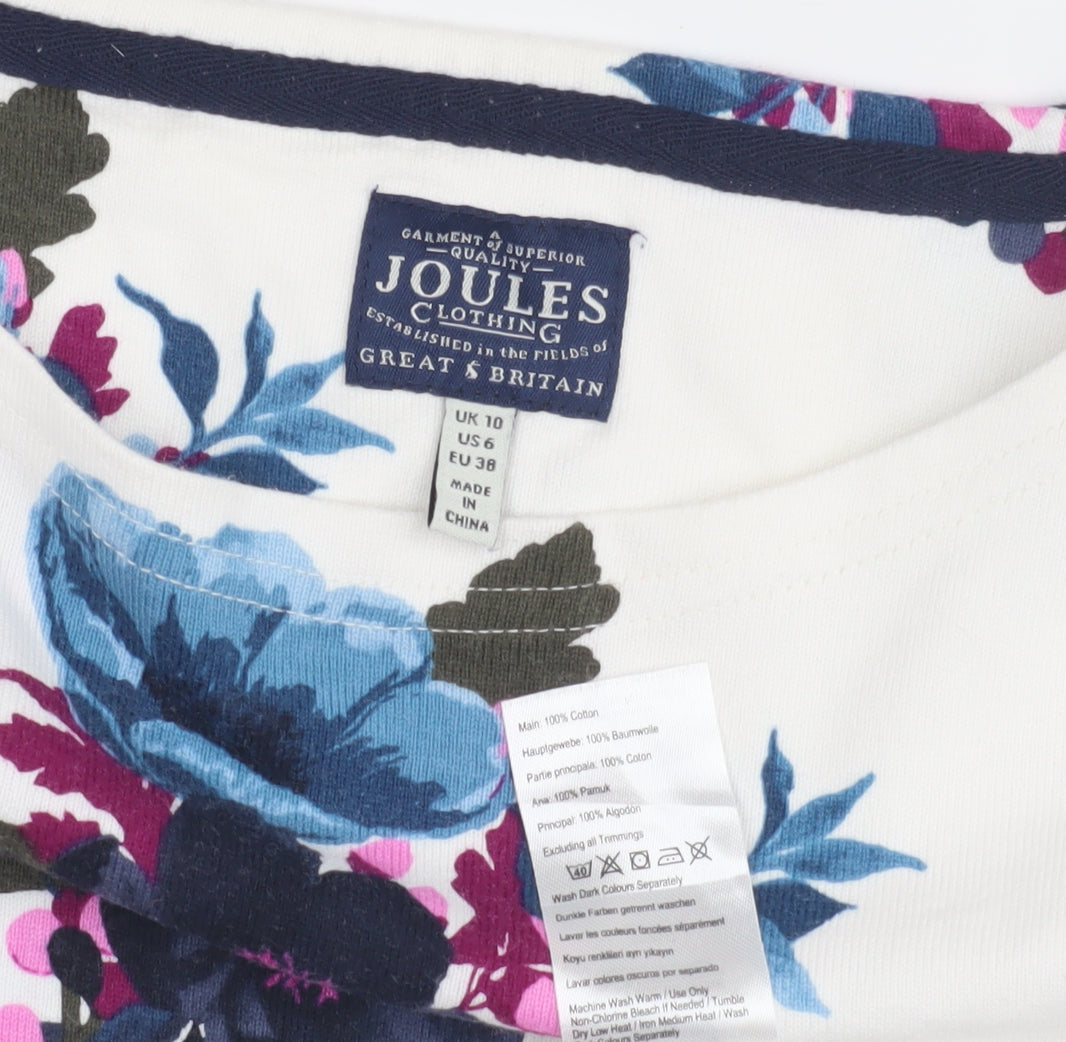 A
GARMENT of SUPERIOR
QUALITY
JOULES
CLOTHING
ESTABLISHED in the FIELDS of
GREAT BRITAIN
UK 10
US 6
EU 38
MADE
IN
CHINA
Main: 100% Cotton
Hauptgewebe: 100% Baumwolle
Partie principale: 100% Coton
Ana: 100% Pamuk
Principal: 100% Algodon
Excluding all Trimmings
40
Wash Dark Colours Separately
Dunkle Farben getrennt waschen
Laver les couleurs foncées séparément
Koyu renklileri ayrı yıkayın
Lavar colores oscuros por separado
Machine Wash Warm / Use Only
Non-Chlorine Bleach If Needed / Tumble
Dry Low Heat / Iron Medium Heat / Wash
Colours Separately